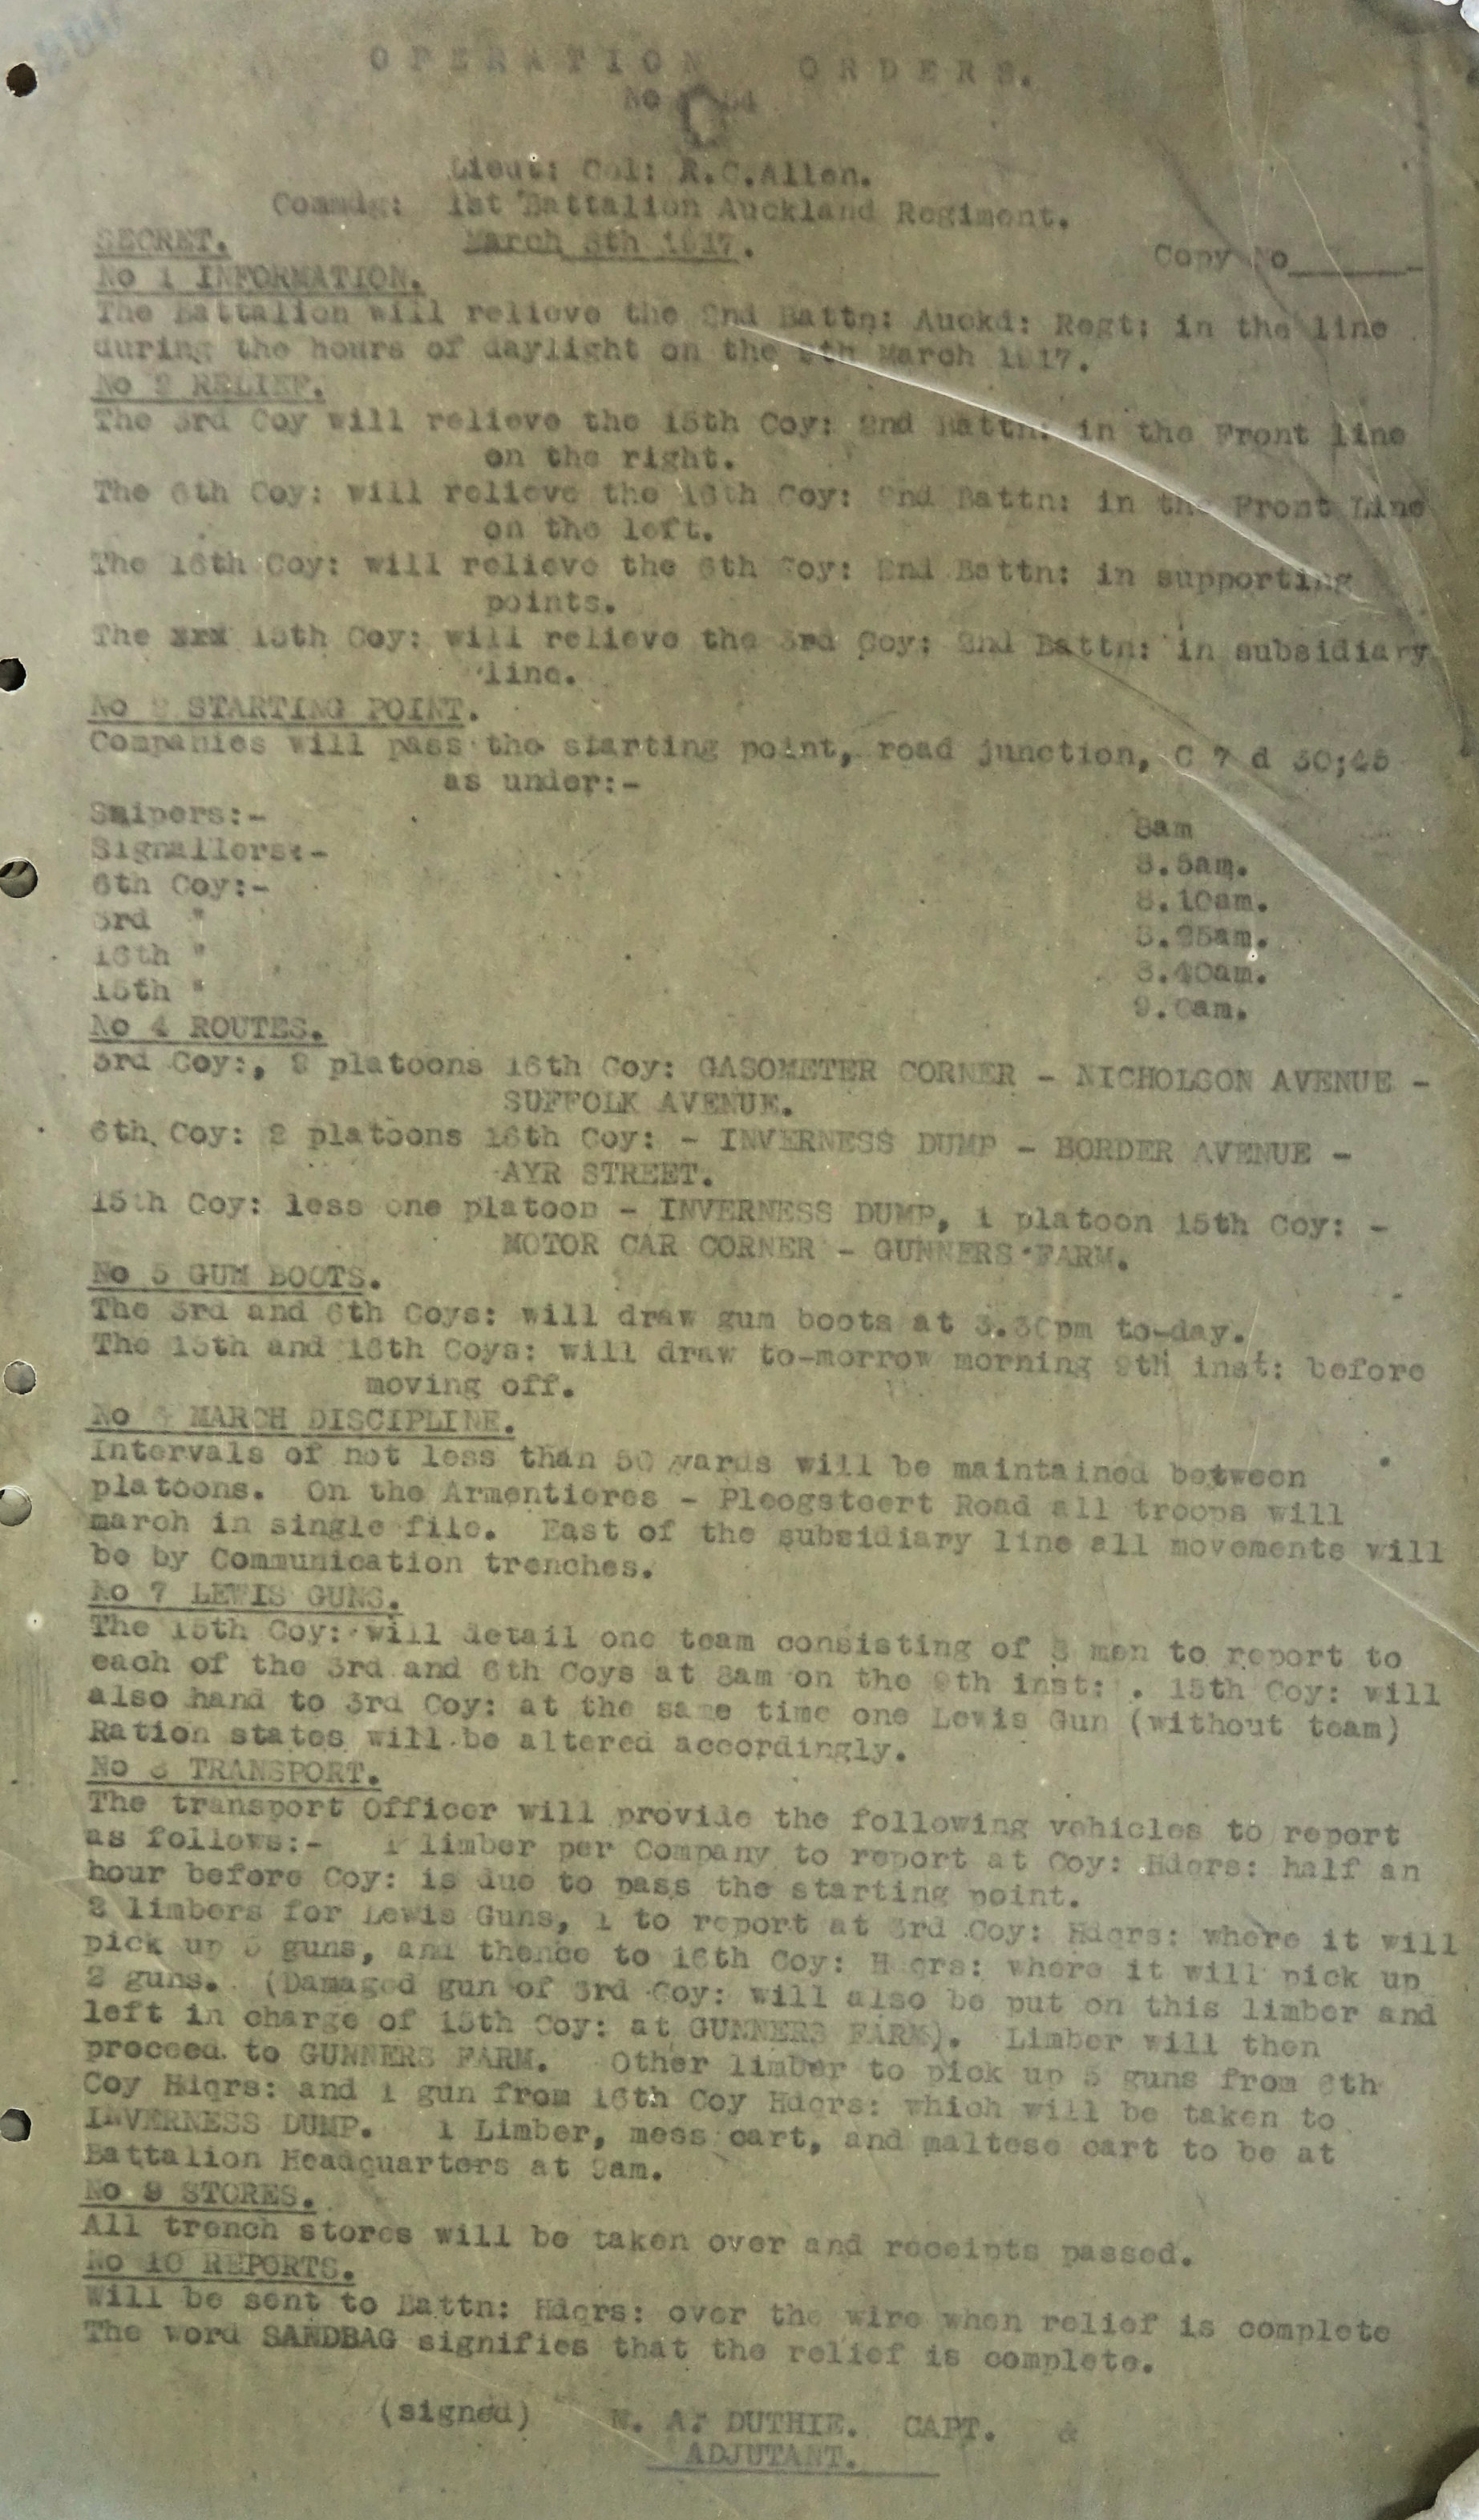 OPERATION ORDERS.
No
Lieut: Col: R.C.Allen.
Commdg: 1st Battalion Auckland Regiment.
SECRET. March 8th 1917. Copy No______
No 1 INFORMATION.
The Battalion will relieve the 2nd Battn: Auckd: Regt: in the line
during the hours of daylight on the 9th March 1917.
No 2 RELIEF.
The 3rd Coy will relieve the 15th Coy: 2nd Battn: in the Front line
on the right.
The 6th Coy: will relieve the 16th Coy: 2nd Battn: in the Front Line
on the left.
The 16th Coy: will relieve the 6th Coy: 2nd Battn: in supporting
points.
The xxx 15th Coy: will relieve the 3rd Coy: 2nd Battn: in subsidiary
line.
No 3 STARTING POINT.
Companies will pass the starting point, road junction, C 7 d 30;45
as under:-
Snipers:- 8am
Signallers:- 8.5am.
6th Coy:- 8.10am.
3rd " 8.25am.
16th " 8.40am.
15th " 9.0am.
No 4 ROUTES.
3rd Coy:, 2 platoons 16th Coy: GASOMETER CORNER - NICHOLSON AVENUE -
SUFFOLK AVENUE.
6th Coy: 2 platoons 16th Coy: - INVERNESS DUMP - BORDER AVENUE -
AYR STREET.
15th Coy: less one platoon - INVERNESS DUMP, 1 platoon 15th Coy: -
MOTOR CAR CORNER - GUNNERS FARM.
No 5 GUM BOOTS.
The 3rd and 6th Coys: will draw gum boots at 3.30pm to-day.
The 15th and 16th Coys: will draw to-morrow morning 9th inst: before
moving off.
No 6 MARCH DISCIPLINE.
Intervals of not less than 50 yards will be maintained between
platoons. On the Armentieres - Pleogsteert Road all troops will
march in single file. East of the subsidiary line all movements will
be by Communication trenches.
No 7 LEWIS GUNS.
The 15th Coy: will detail one team consisting of men to report to
each of the 3rd and 6th Coys at 8am on the 9th inst: . 15th Coy: will
also hand to 3rd Coy: at the same time one Lewis Gun (without team)
Ration states will be altered accordingly.
No 8 TRANSPORT.
The transport Officer will provide the following vehicles to report
as follows:- 1 limber per Company to report at Coy: Hdqrs: half an
hour before Coy: is due to pass the starting point.
2 limbers for Lewis Guns, 1 to report at 3rd Coy: Hdqrs: where it will
pick up guns, and thence to 16th Coy: Hdqrs: where it will pick up
2 guns. (Damaged gun of 3rd Coy: will also be put on this limber and
left in charge of 15th Coy: at GUNNERS FARM). Limber will then
proceed to GUNNERS FARM. Other limber to pick up guns from 6th
Coy Hdqrs: and 1 gun from 16th Coy Hdqrs: which will be taken to
INVERNESS DUMP. 1 Limber, mess cart, and maltese cart to be at
Battalion Headquarters at 9am.
No 9 STORES.
All trench stores will be taken over and receipts passed.
No 10 REPORTS.
Will be sent to Battn: Hdqrs: over the wire when relief is complete
The word SANDBAG signifies that the relief is complete.
(signed) A. DUTHIE. CAPT. &
ADJUTANT.